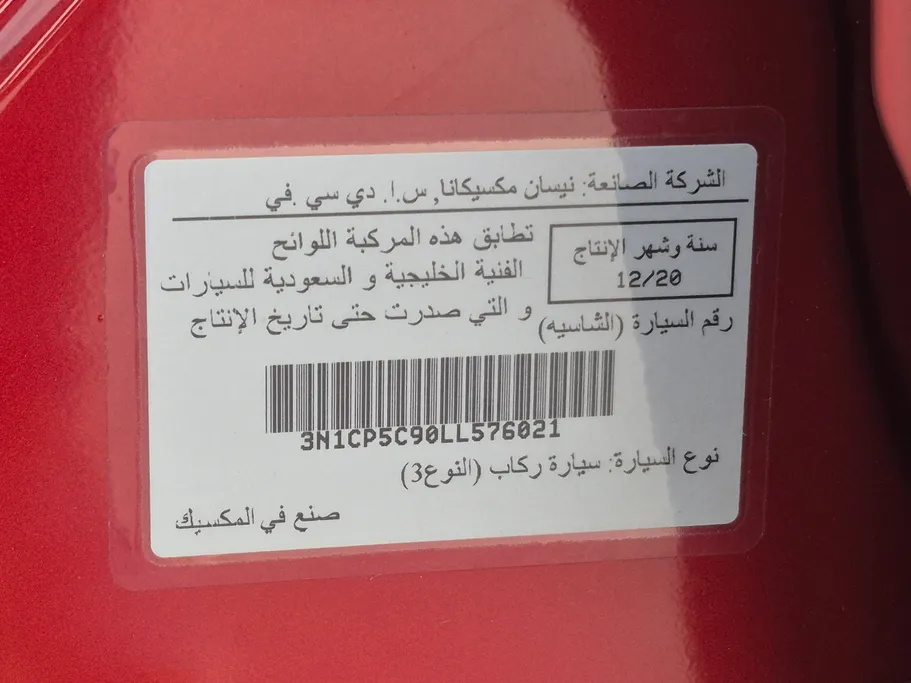 الشركة الصانعة: نيسان مكسيكانا, س.ا. دي سي .في
سنة وشهر الإنتاج
12/20
تطابق هذه المركبة اللوائح
الفنية الخليجية و السعودية للسيارات
و التي صدرت حتى تاريخ الإنتاج
رقم السيارة (الشاسيه)
3N1CP5C90LL576021
نوع السيارة: سيارة ركاب (النوع3)
صنع في المكسيك